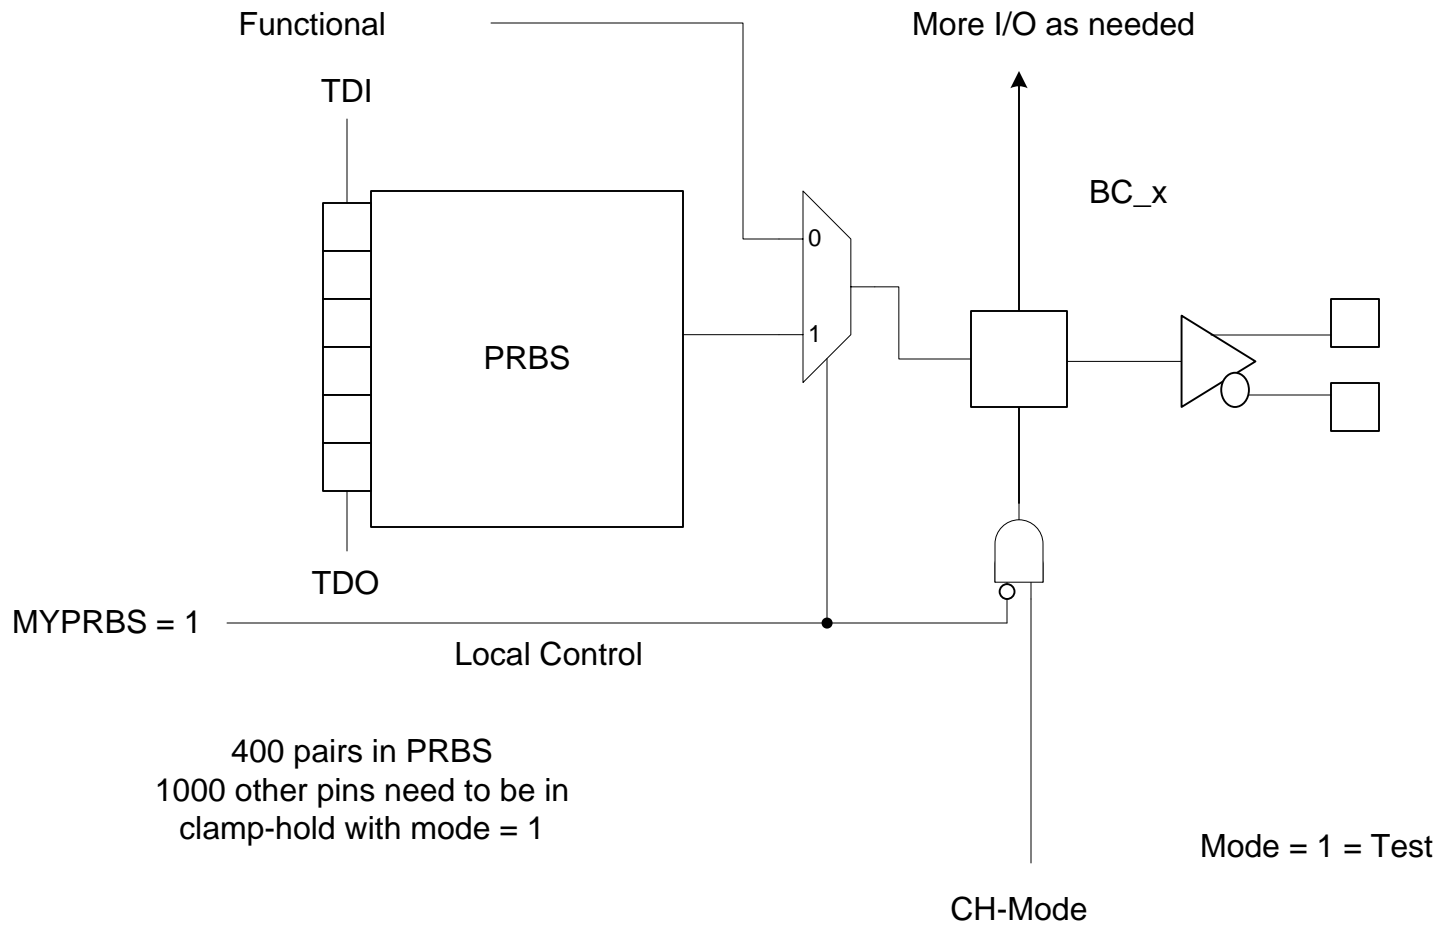 Functional
More I/O as needed
TDI
BC_x
0
1
PRBS
TDO
MYPRBS = 1
Local Control
400 pairs in PRBS
1000 other pins need to be in
clamp-hold with mode = 1
Mode = 1 = Test
CH-Mode